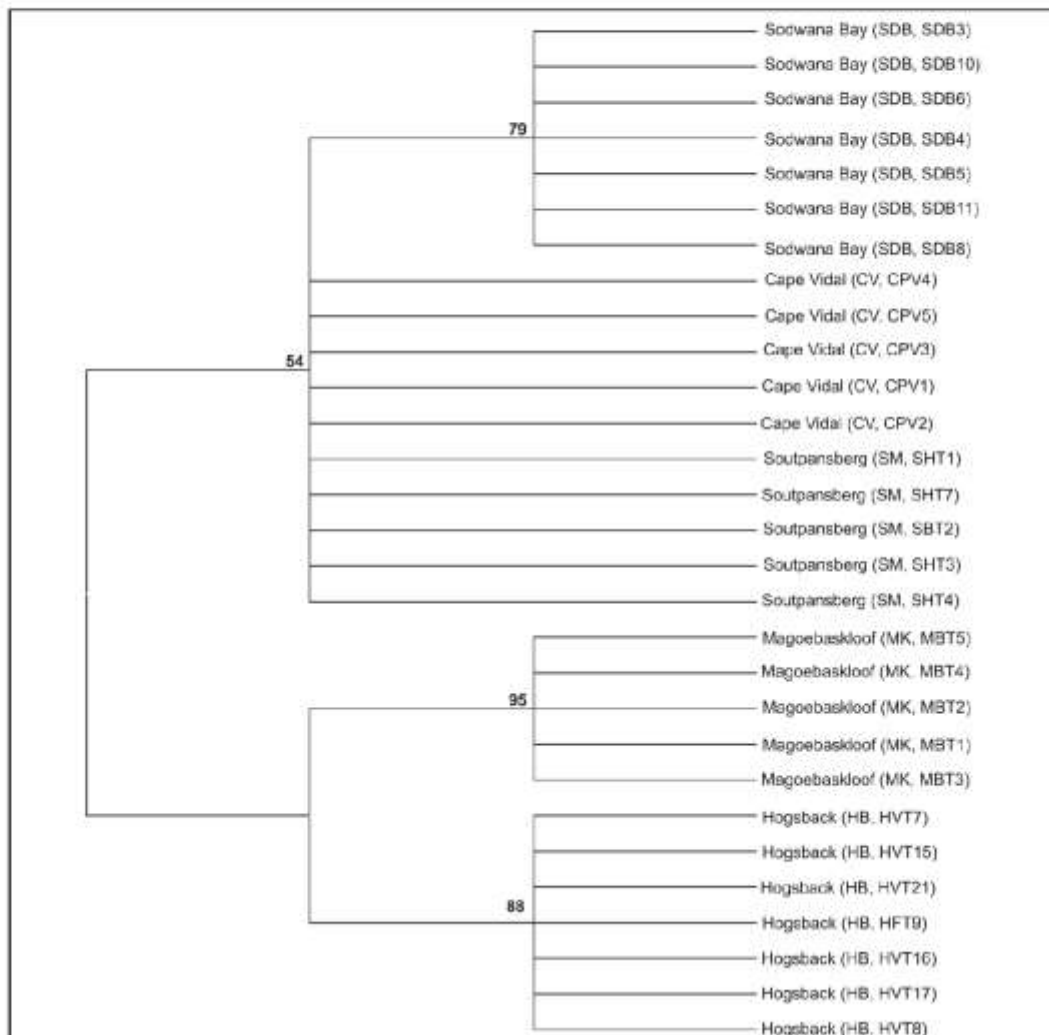 Sodwana Bay (SDB, SDB3)
Sodwana Bay (SDB, SDB10)
Sodwana Bay (SDB, SDB6)
79
Sodwana Bay (SDB, SDB4)
Sodwana Bay (SDB, SDB5)
Sodwana Bay (SDB, SDB11)
Sodwana Bay (SDB, SDB8)
Cape Vidal (CV, CPV4)
Cape Vidal (CV, CPV5)
Cape Vidal (CV, CPV3)
54
Cape Vidal (CV, CPV1)
Cape Vidal (CV, CPV2)
Soutpansberg (SM, SHT1)
Soutpansberg (SM, SHT7)
Soutpansberg (SM, SBT2)
Soutpansberg (SM, SHT3)
Soutpansberg (SM, SHT4)
Magoebaskloof (MK, MBT5)
Magoebaskloof (MK, MBT4)
95
Magoebaskloof (MK, MBT2)
Magoebaskloof (MK, MBT1)
Magoebaskloof (MK, MBT3)
Hogsback (HB, HVT7)
Hogsback (HB, HVT15)
Hogsback (HB, HVT21)
88
Hogsback (HB, HFT9)
Hogsback (HB, HVT16)
Hogsback (HB, HVT17)
Hogsback (HB, HVT8)